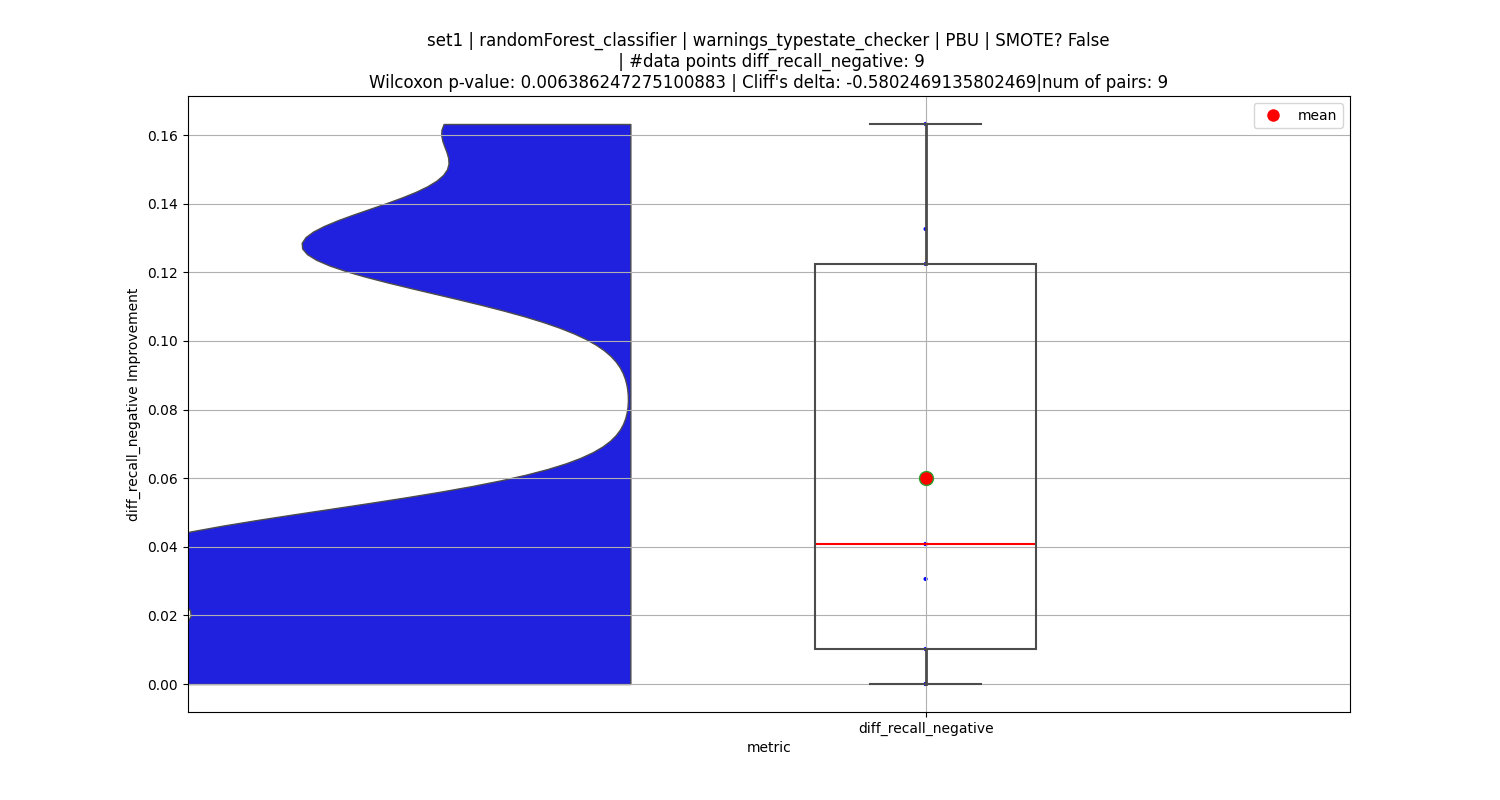 set1 | randomForest_classifier | warnings_typestate_checker | PBU | SMOTE? False
| #data points diff_recall_negative: 9
Wilcoxon p-value: 0.006386247275100883 | Cliff's delta: -0.5802469135802469|num of pairs: 9
mean
0.16
0.14
0.12
0.10
0.08
0.06
0.04
0.02
0.00
diff_recall_negative Improvement
diff_recall_negative
metric